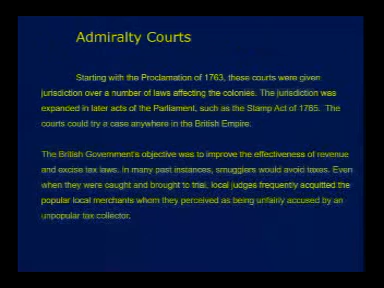 Admiralty Courts
Starting with the Proclamation of 1763, these courts were given
jurisdiction over a number of laws affecting the colonies. The jurisdiction was
expanded in later acts of the Parliament, such as the Stamp Act of 1765. The
courts could try a case anywhere in the British Empire.
The British Government's objective was to improve the effectiveness of revenue
and excise tax laws. In many past instances, smugglers would avoid taxes. Even
when they were caught and brought to trial, local judges frequently acquitted the
popular local merchants whom they perceived as being unfairly accused by an
unpopular tax collector.